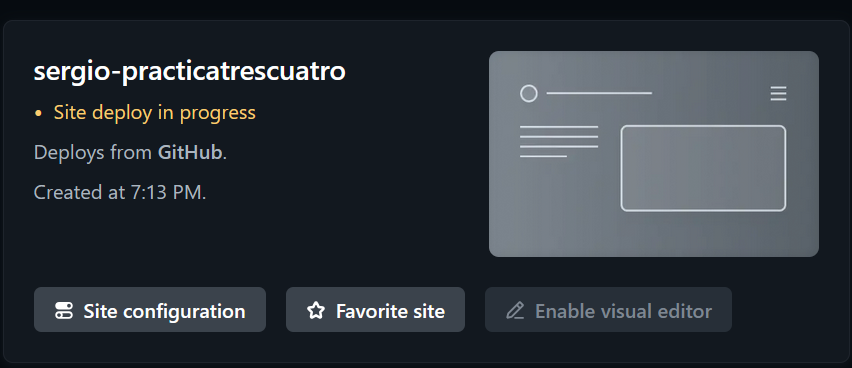 sergio-practicatrescuatro
• Site deploy in progress
Deploys from GitHub.
Created at 7:13 PM.
Site configuration
Favorite site
Enable visual editor